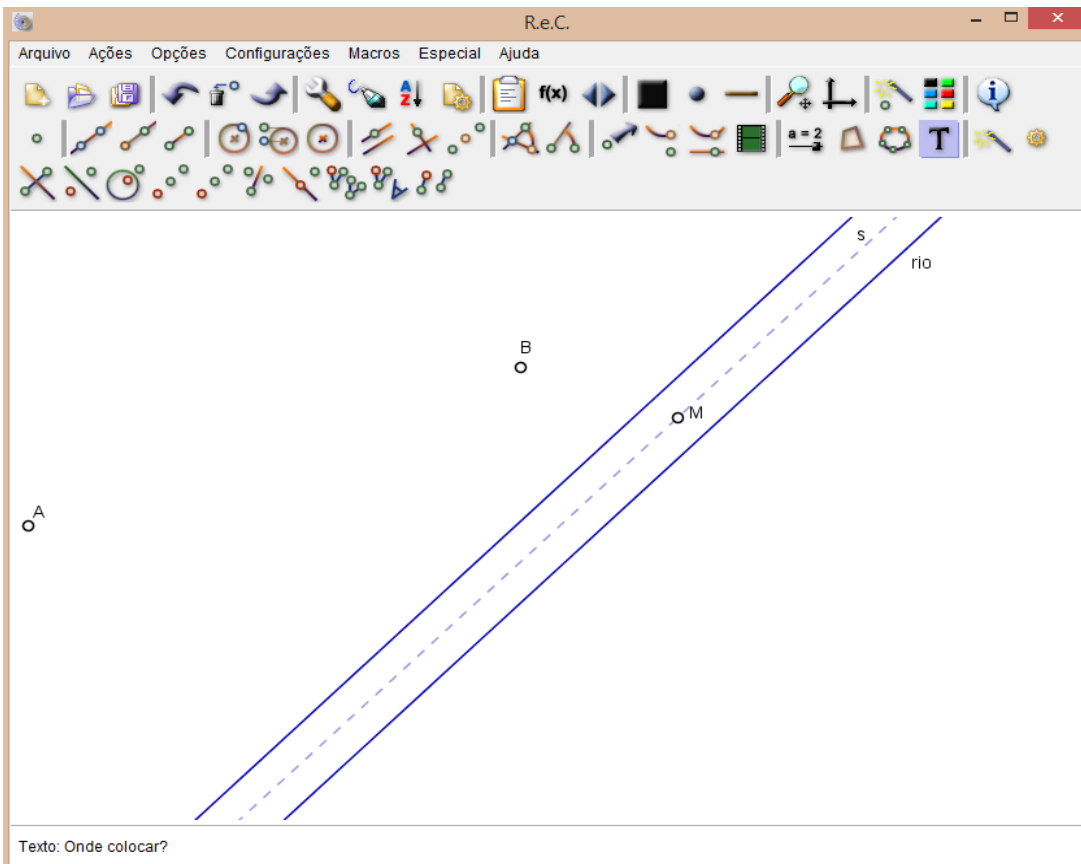 R.e.C.
Arquivo Ações Opções Configurações Macros Especial Ajuda
f(x)
A
Z
a = 2
T
s
rio
B
M
A
Texto: Onde colocar?